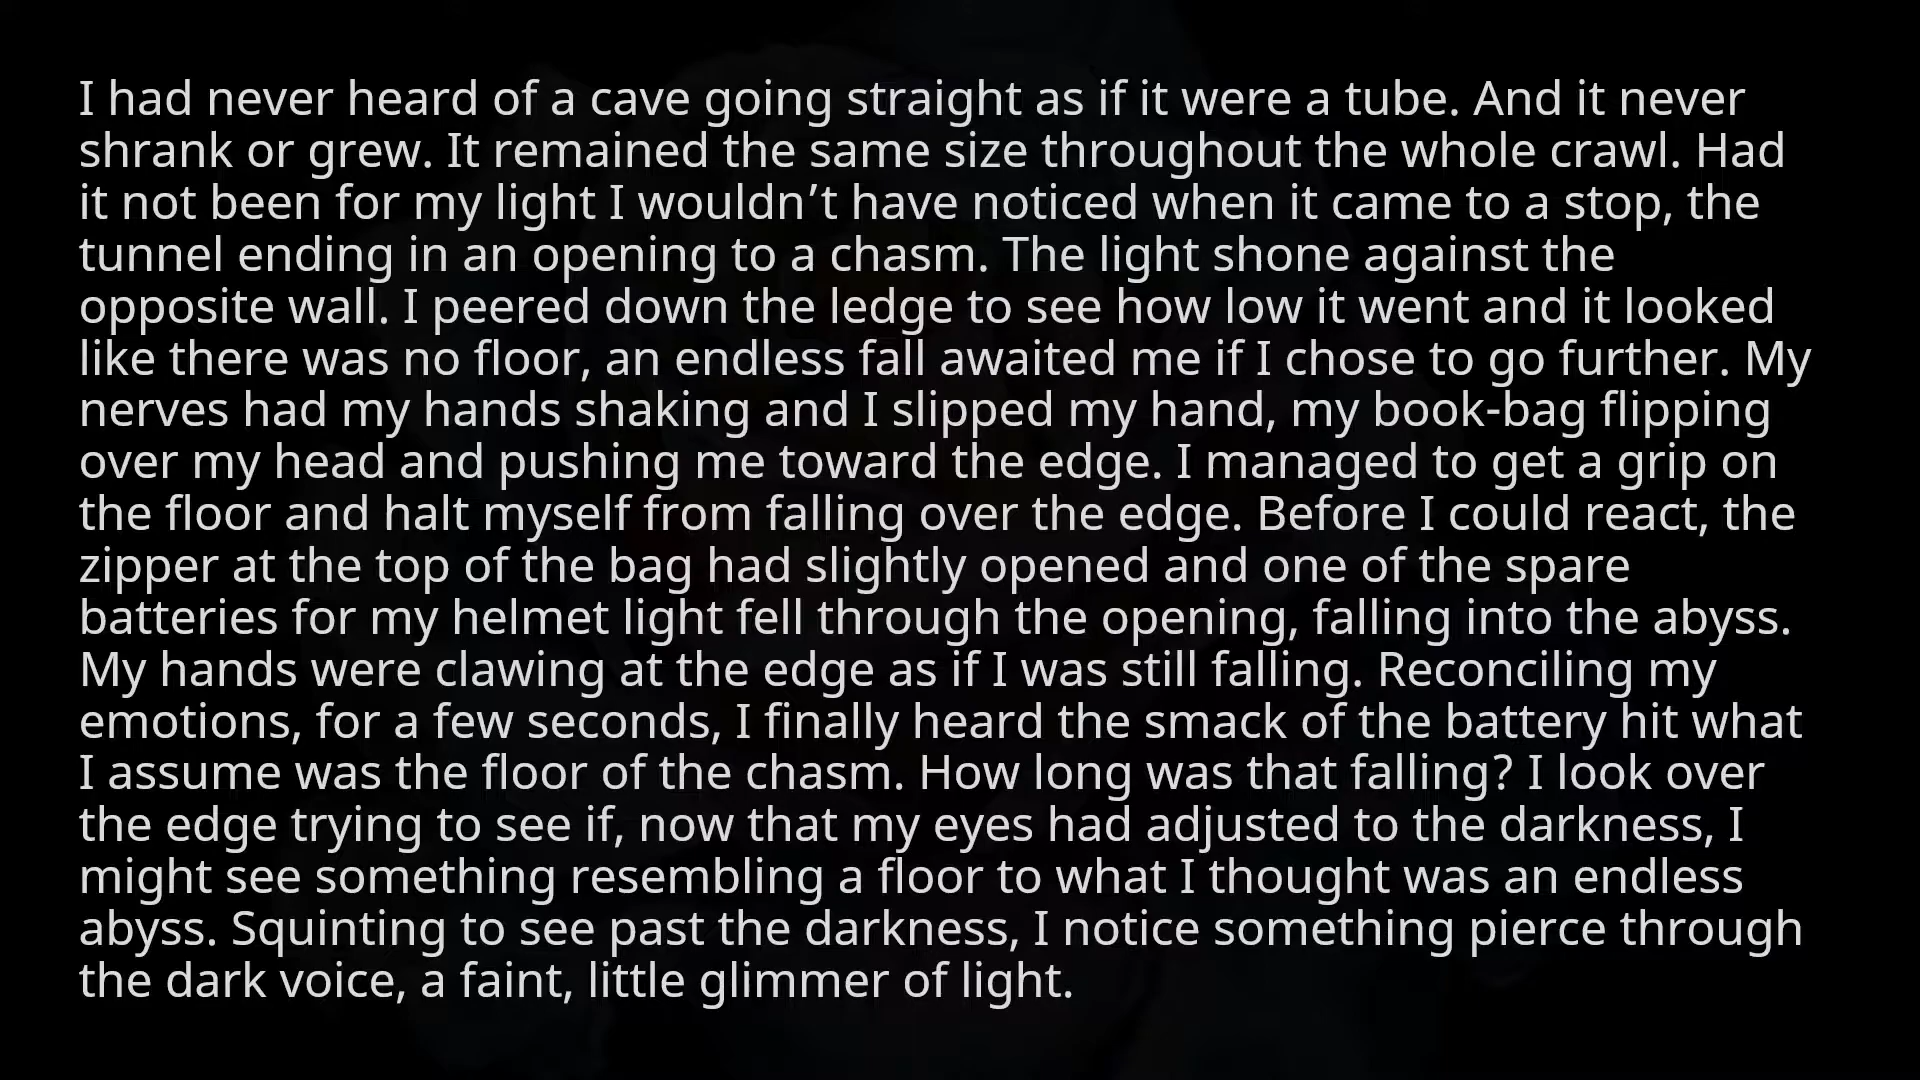 I had never heard of a cave going straight as if it were a tube. And it never
shrank or grew. It remained the same size throughout the whole crawl. Had
it not been for my light I wouldn’t have noticed when it came to a stop, the
tunnel ending in an opening to a chasm. The light shone against the
opposite wall. I peered down the ledge to see how low it went and it looked
like there was no floor, an endless fall awaited me if I chose to go further. My
nerves had my hands shaking and I slipped my hand, my book-bag flipping
over my head and pushing me toward the edge. I managed to get a grip on
the floor and halt myself from falling over the edge. Before I could react, the
zipper at the top of the bag had slightly opened and one of the spare
batteries for my helmet light fell through the opening, falling into the abyss.
My hands were clawing at the edge as if I was still falling. Reconciling my
emotions, for a few seconds, I finally heard the smack of the battery hit what
I assume was the floor of the chasm. How long was that falling? I look over
the edge trying to see if, now that my eyes had adjusted to the darkness, I
might see something resembling a floor to what I thought was an endless
abyss. Squinting to see past the darkness, I notice something pierce through
the dark voice, a faint, little glimmer of light.